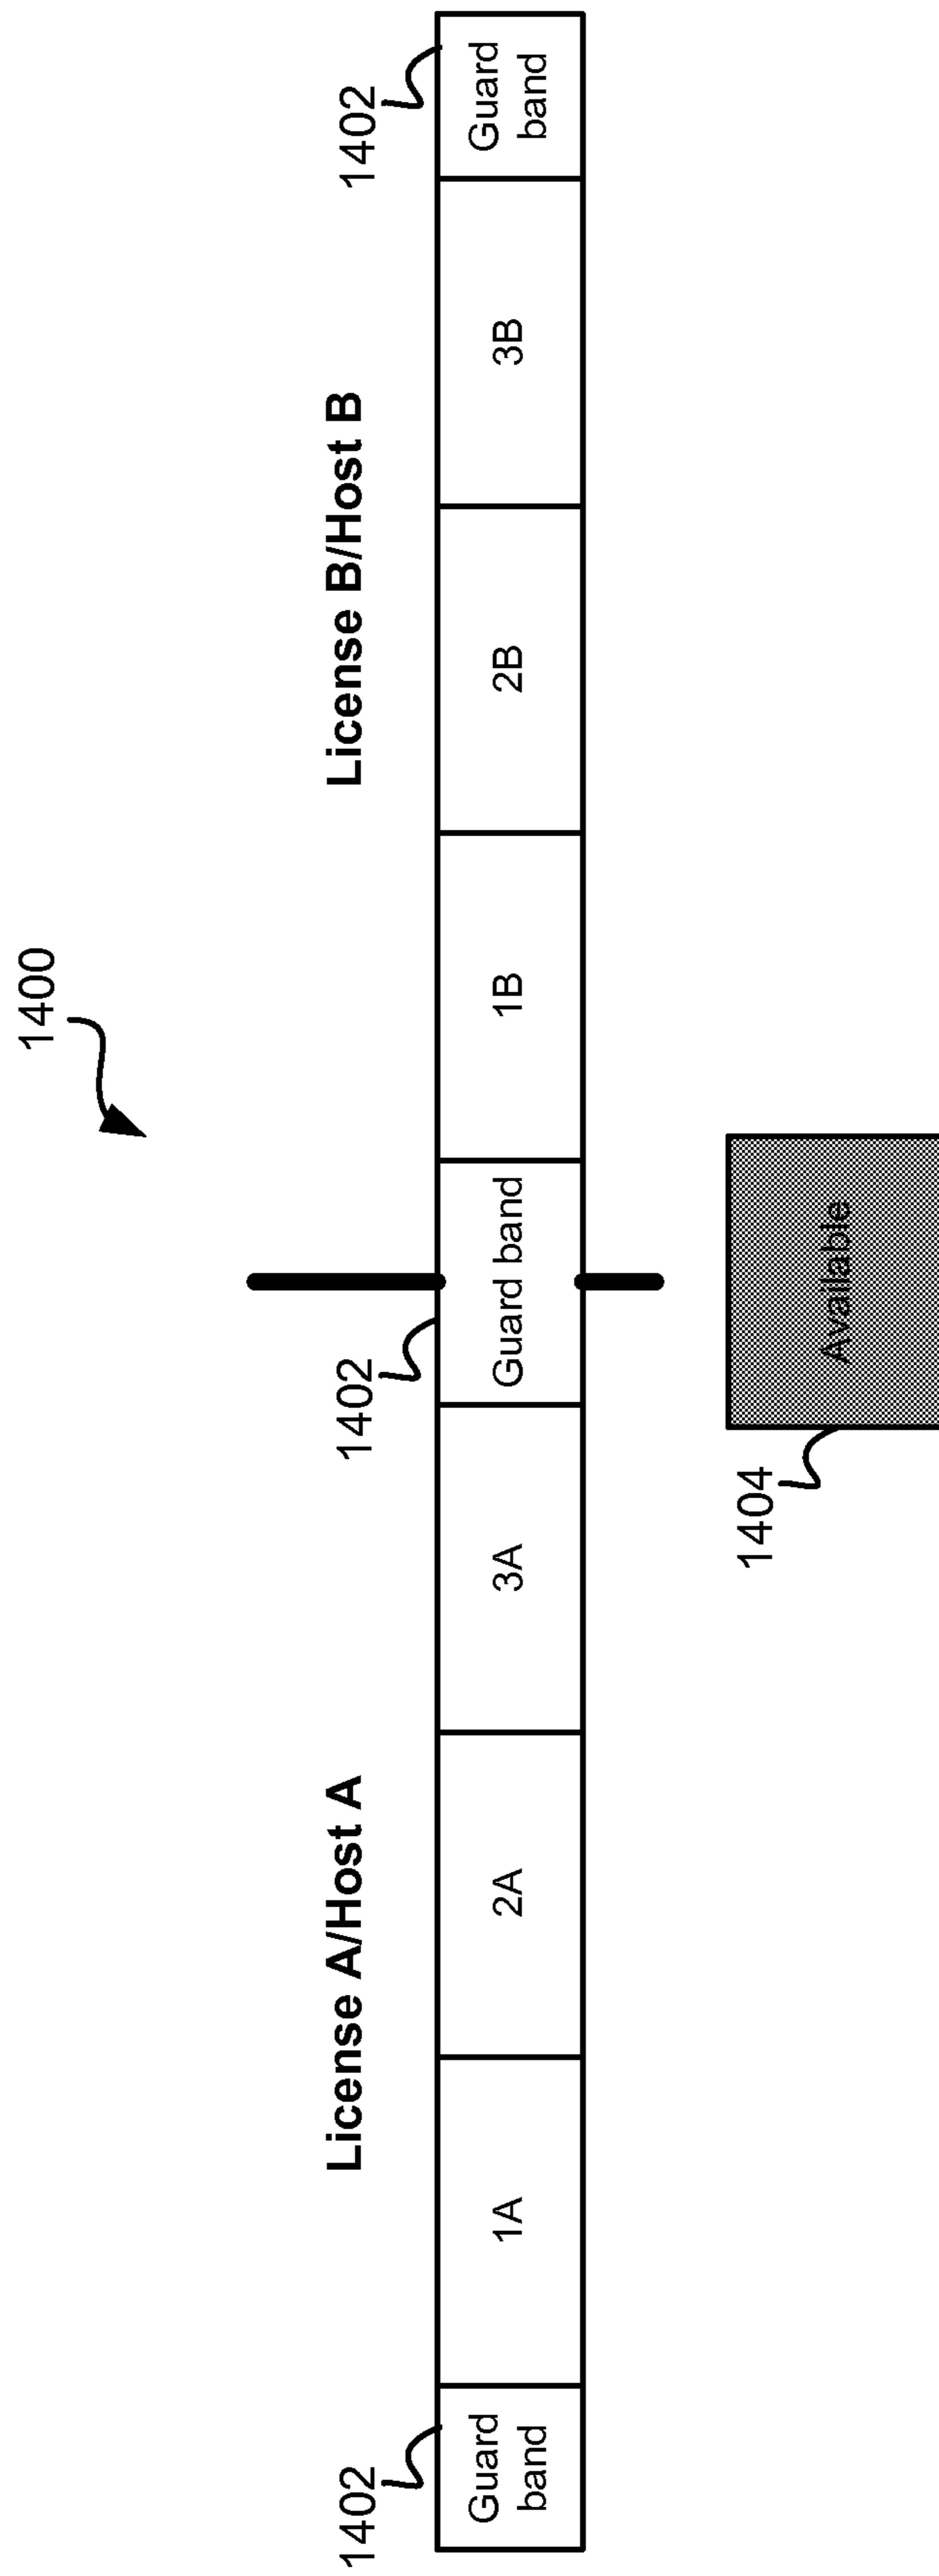 1400
License A/Host A
License B/Host B
1402
1402
1402
Guard
band
1A
2A
3A
Guard band
1B
2B
3B
Guard
band
1404
Available